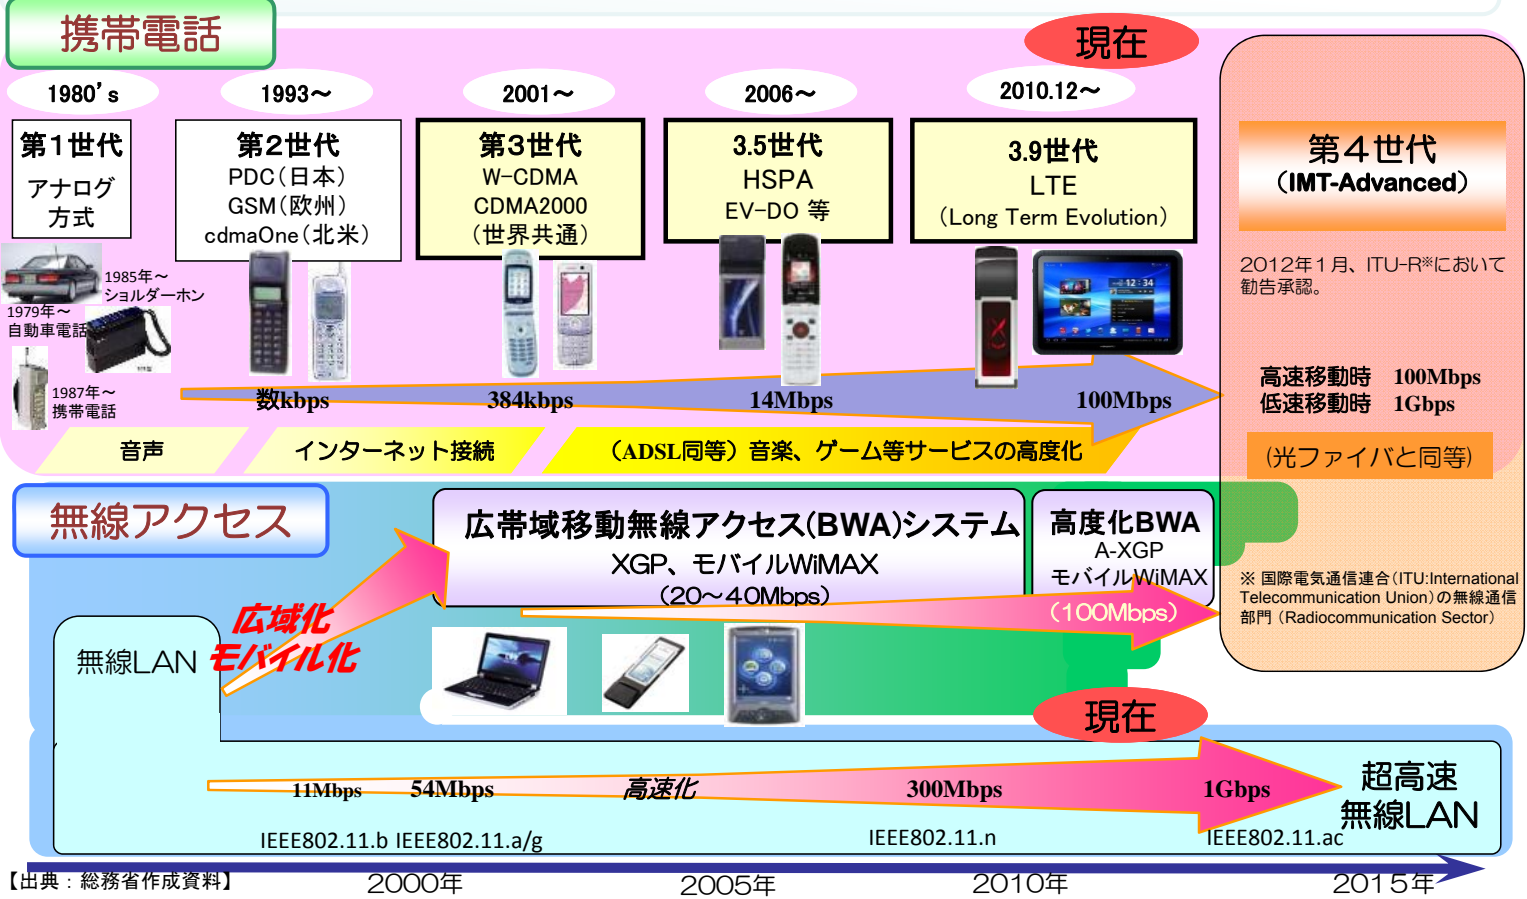 携帯電話
現在
1980’s
1993～
2001～
2006～
2010.12～
第1世代
アナログ
方式
第2世代
PDC（日本）
GSM（欧州）
cdmaOne（北米）
第3世代
W-CDMA
CDMA2000
（世界共通）
3.5世代
HSPA
EV-DO 等
3.9世代
LTE
（Long Term Evolution）
第４世代
（IMT-Advanced）
2012年１月、ITU-R※において
勧告承認。
1985年～
ショルダーホン
1979年～
自動車電話
1987年～
携帯電話
12:34
数kbps
384kbps
14Mbps
100Mbps
高速移動時 100Mbps
低速移動時 1Gbps
（光ファイバと同等）
音声
インターネット接続
（ADSL同等）音楽、ゲーム等サービスの高度化
無線アクセス
広帯域移動無線アクセス(BWA)システム
XGP、モバイルWiMAX
（20～40Mbps）
高度化BWA
A-XGP
モバイルWiMAX
（100Mbps）
※ 国際電気通信連合（ITU:International
Telecommunication Union）の無線通信
部門（Radiocommunication Sector）
広域化
モバイル化
無線LAN
現在
11Mbps
54Mbps
高速化
300Mbps
1Gbps
超高速
無線LAN
IEEE802.11.b
IEEE802.11.a/g
IEEE802.11.n
IEEE802.11.ac
【出典：総務省作成資料】
2000年
2005年
2010年
2015年